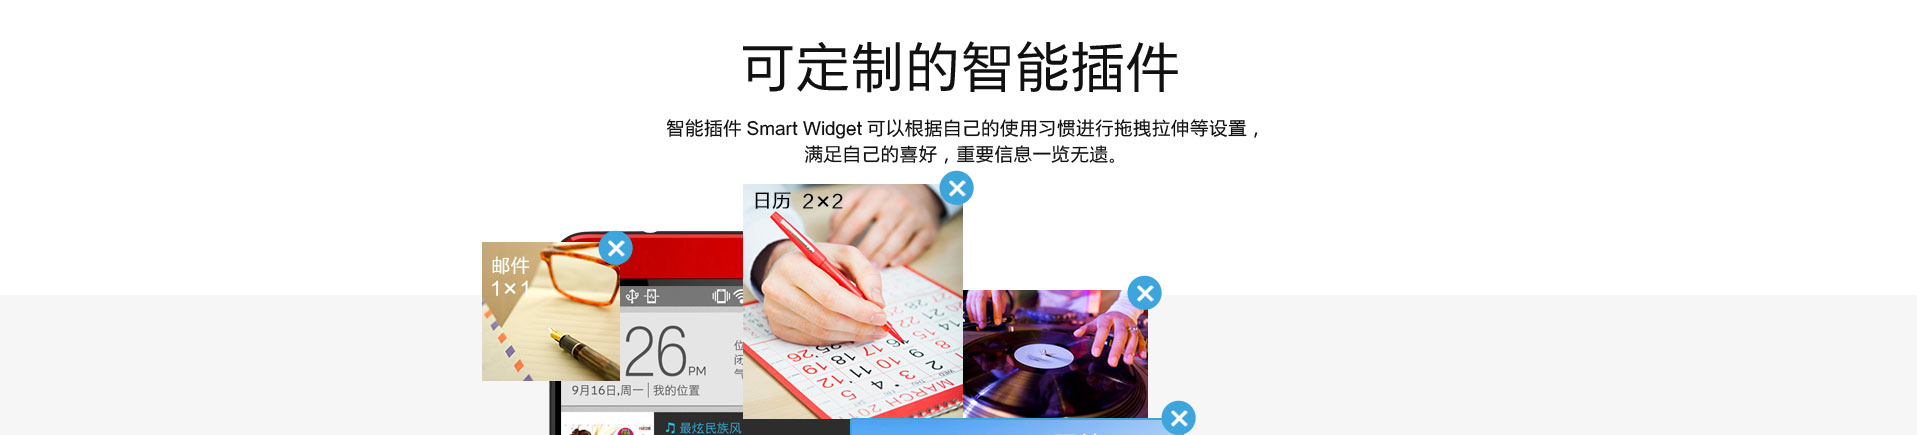 可定制的智能插件
智能插件 Smart Widget 可以根据自己的使用习惯进行拖拽拉伸等设置，
满足自己的喜好，重要信息一览无遗。
日历 2×2
邮件
1×1
26 PM
9月16日,周一 | 我的位置
最炫民族风
MARCH